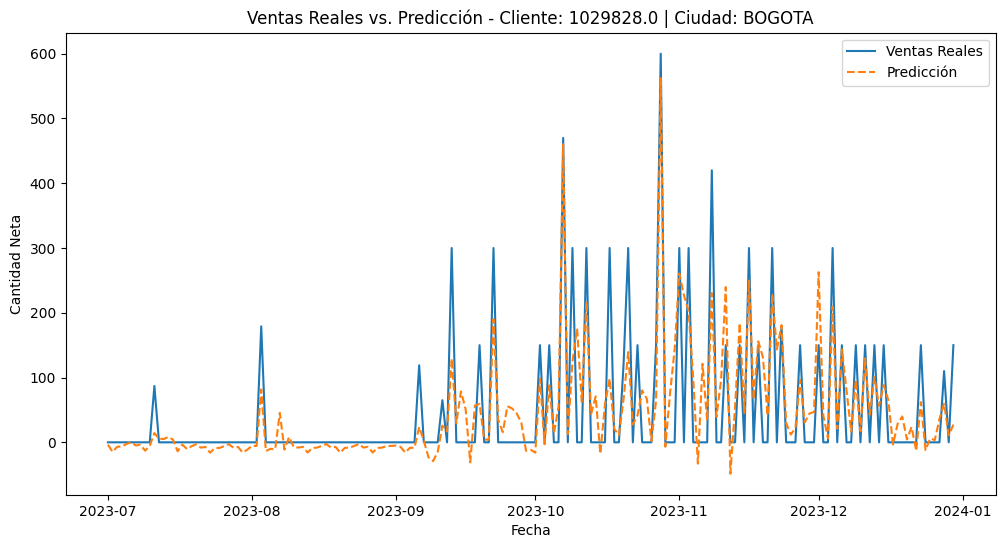 Ventas Reales vs. Predicción - Cliente: 1029828.0 | Ciudad: BOGOTA
Ventas Reales
Predicción
Cantidad Neta
600
500
400
300
200
100
0
2023-07
2023-08
2023-09
2023-10
2023-11
2023-12
2024-01
Fecha